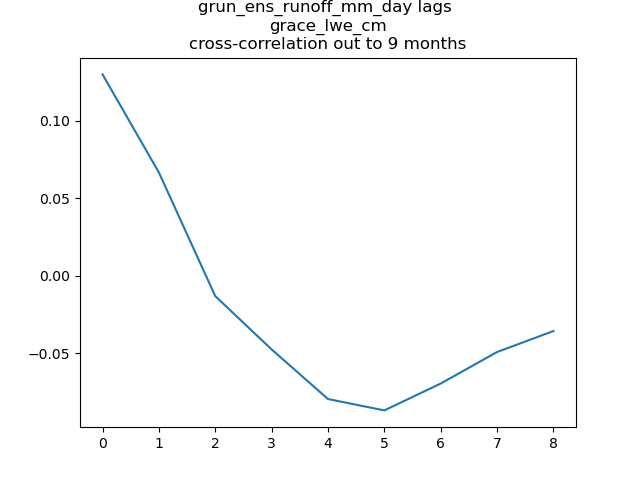 grun_ens_runoff_mm_day lags
grace_lwe_cm
cross-correlation out to 9 months
0.10
0.05
0.00
−0.05
0 1 2 3 4 5 6 7 8